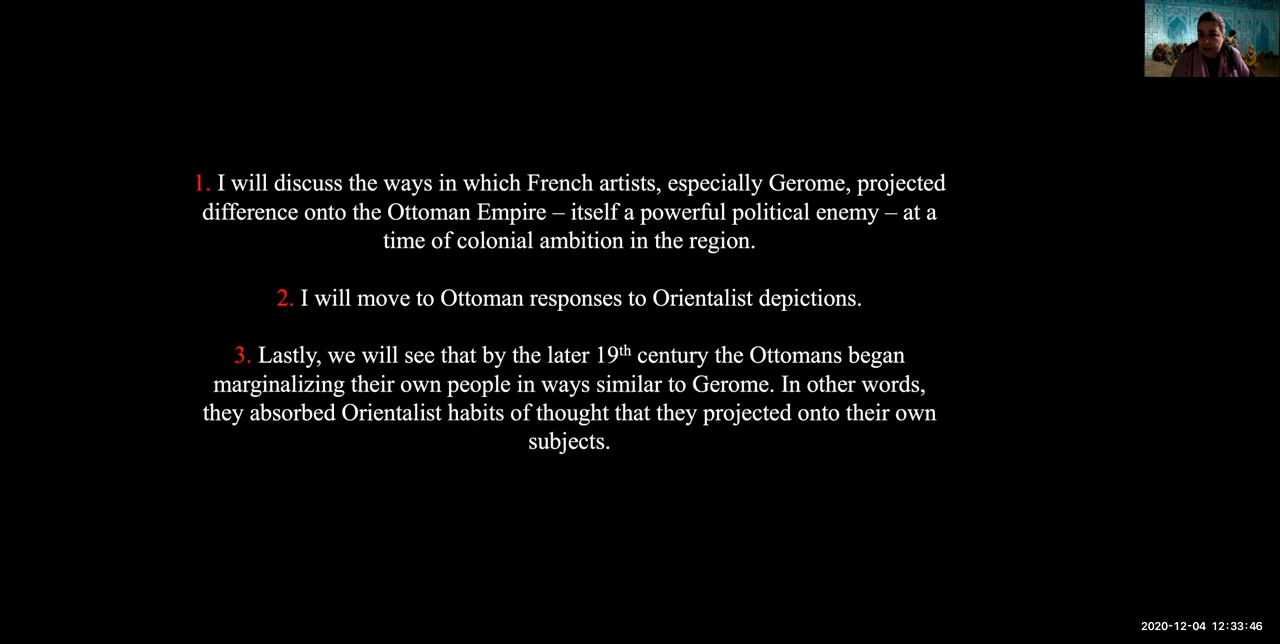 1. I will discuss the ways in which French artists, especially Gerome, projected
difference onto the Ottoman Empire – itself a powerful political enemy – at a
time of colonial ambition in the region.
2. I will move to Ottoman responses to Orientalist depictions.
3. Lastly, we will see that by the later 19th century the Ottomans began
marginalizing their own people in ways similar to Gerome. In other words,
they absorbed Orientalist habits of thought that they projected onto their own
subjects.
2020-12-04 12:33:46